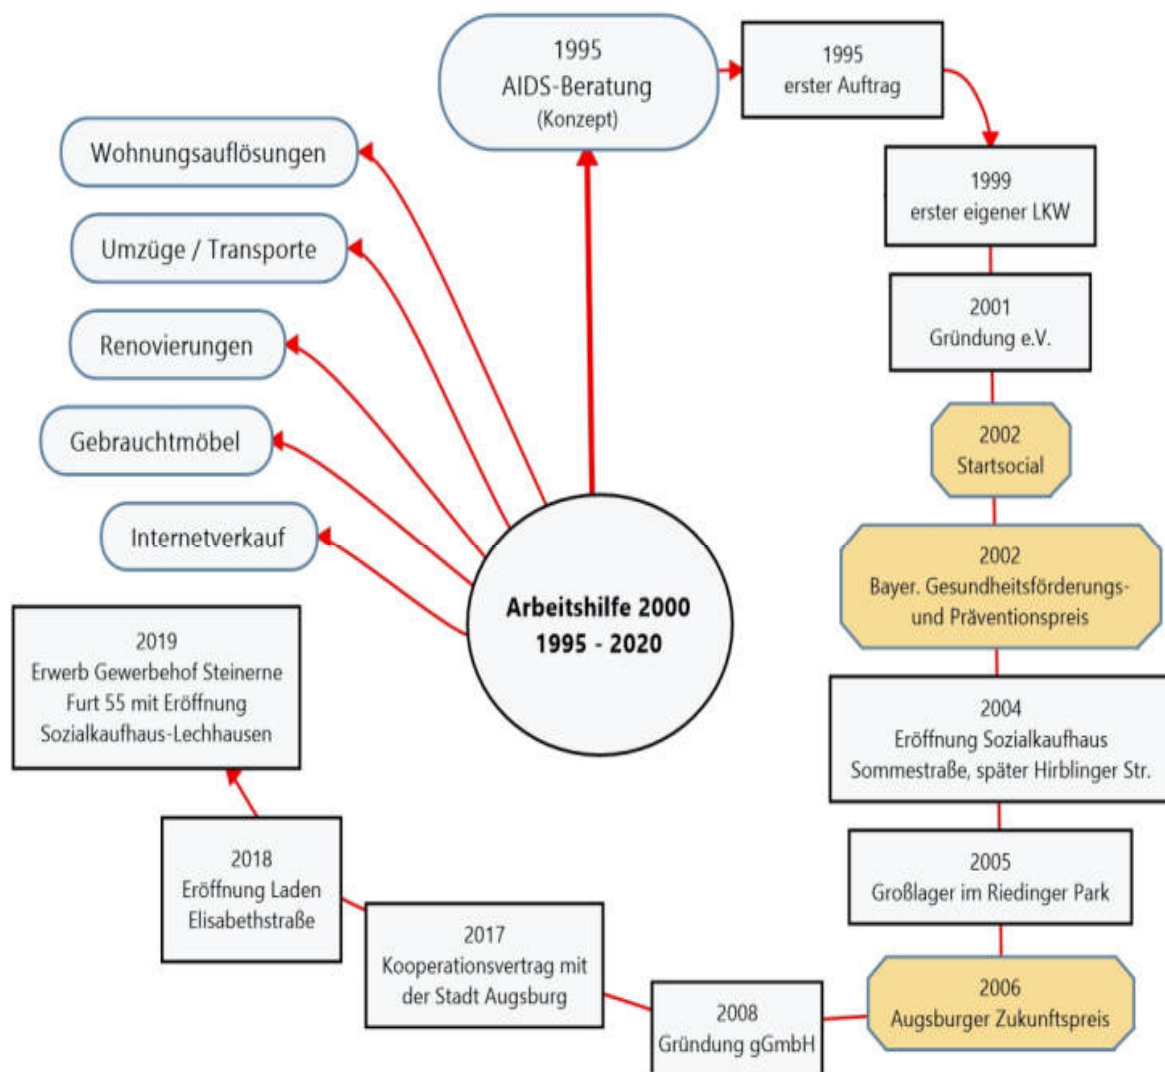 1995
AIDS-Beratung
(Konzept)
1995
erster Auftrag
1999
erster eigener LKW
2001
Gründung e.V.
2002
Startsocial
2002
Bayer. Gesundheitsförderungs-
und Präventionspreis
2004
Eröffnung Sozialkaufhaus
Sommestraße, später Hirblinger Str.
2005
Großlager im Riedinger Park
2006
Augsburger Zukunftspreis
2008
Gründung gGmbH
2017
Kooperationsvertrag mit
der Stadt Augsburg
2018
Eröffnung Laden
Elisabethstraße
2019
Erwerb Gewerbehof Steinerne
Furt 55 mit Eröffnung
Sozialkaufhaus-Lechhausen
Wohnungsauflösungen
Umzüge / Transporte
Renovierungen
Gebrauchtmöbel
Internetverkauf
Arbeitshilfe 2000
1995 - 2020